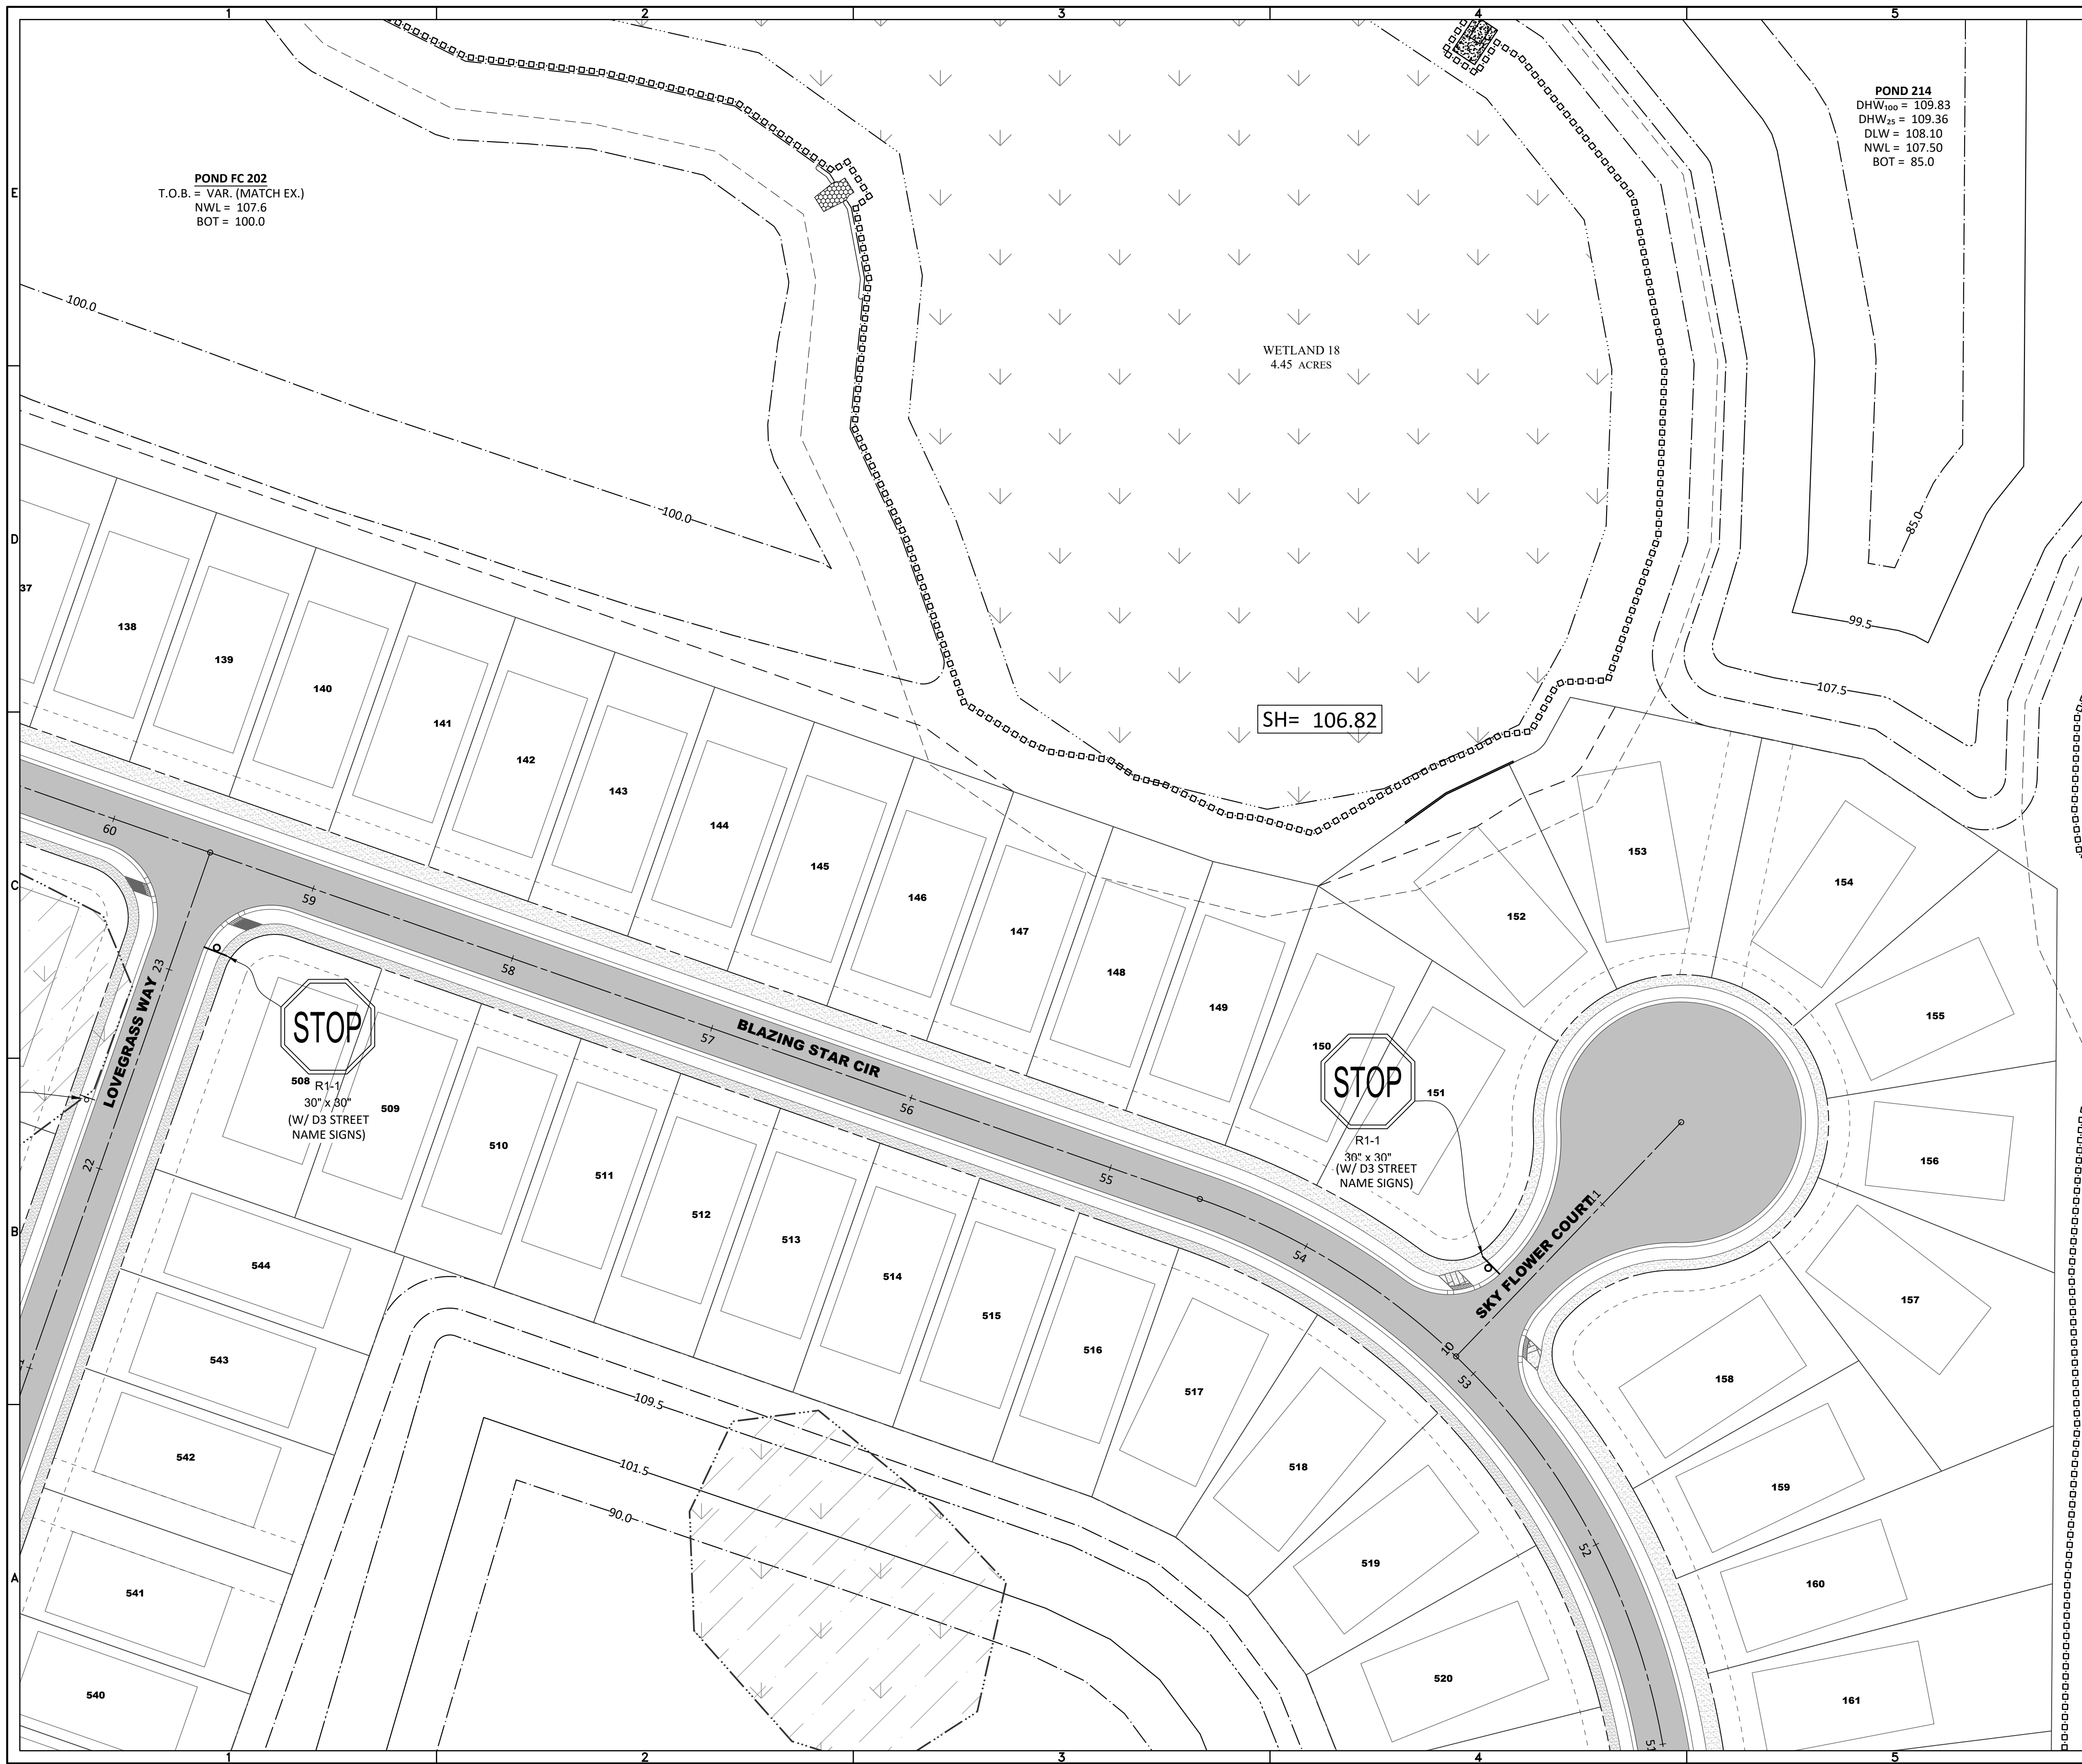 1 2 3 4 5
E
D
C
B
A
POND FC 202
T.O.B. = VAR. (MATCH EX.)
NWL = 107.6
BOT = 100.0
POND 214
DHW₁₀₀ = 109.83
DHW₂₅ = 109.36
DLW = 108.10
NWL = 107.50
BOT = 85.0
WETLAND 18
4.45 ACRES
SH= 106.82
100.0
100.0
85.0
99.5
107.5
37
138
139
140
141
142
143
144
145
146
147
148
149
150
151
152
153
154
155
156
157
158
159
160
161
60
59
58
57
56
55
54
53
52
51
BLAZING STAR CIR
LOVEGRASS WAY
23
22
STOP
R1-1
30" x 30"
(W/ D3 STREET
NAME SIGNS)
STOP
R1-1
30" x 30"
(W/ D3 STREET
NAME SIGNS)
SKY FLOWER COURT
10
11
508
509
510
511
512
513
514
515
516
517
518
519
520
544
543
542
541
540
109.5
101.5
90.0
1 2 3 4 5